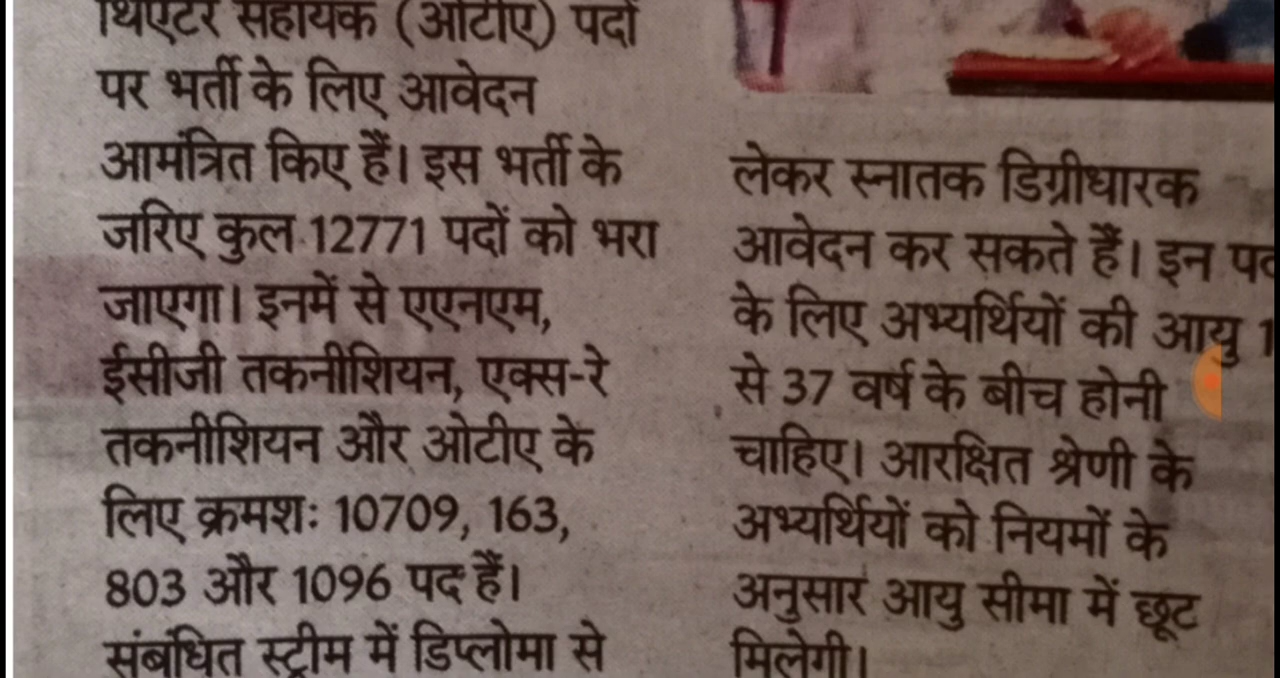 थिएटर सहायक (ओटीए) पदों
पर भर्ती के लिए आवेदन
आमंत्रित किए हैं। इस भर्ती के
जरिए कुल 12771 पदों को भरा
जाएगा। इनमें से एएनएम,
ईसीजी तकनीशियन, एक्स-रे
तकनीशियन और ओटीए के
लिए क्रमशः 10709, 163,
803 और 1096 पद हैं।
संबंधित स्ट्रीम में डिप्लोमा से
लेकर स्नातक डिग्रीधारक
आवेदन कर सकते हैं। इन
के लिए अभ्यर्थियों की आयु
से 37 वर्ष के बीच होनी
चाहिए। आरक्षित श्रेणी के
अभ्यर्थियों को नियमों के
अनुसार आयु सीमा में छूट
मिलेगी।